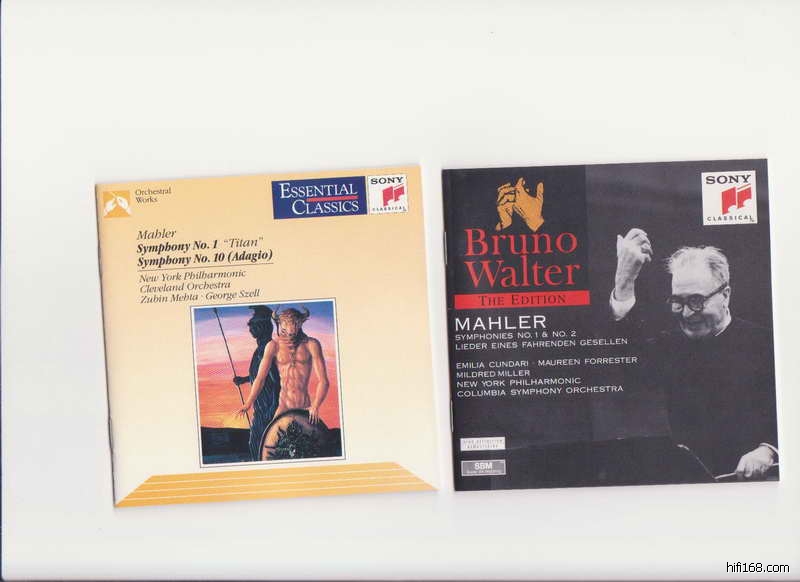 Orchestral
Works
ESSENTIAL
CLASSICS
SONY
CLASSICAL
Mahler
Symphony No. 1 "Titan"
Symphony No. 10 (Adagio)
New York Philharmonic
Cleveland Orchestra
Zubin Mehta · George Szell
SONY
CLASSICAL
Bruno
Walter
THE EDITION
MAHLER
SYMPHONIES NO. 1 & NO. 2
LIEDER EINES FAHRENDEN GESELLEN
EMILIA CUNDARI · MAUREEN FORRESTER
MILDRED MILLER
NEW YORK PHILHARMONIC
COLUMBIA SYMPHONY ORCHESTRA
SBM
hifi168.com